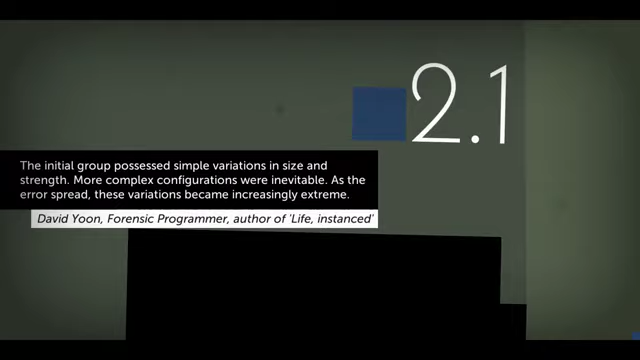 2.1
The initial group possessed simple variations in size and
strength. More complex configurations were inevitable. As the
error spread, these variations became increasingly extreme.
David Yoon, Forensic Programmer, author of 'Life, instanced'